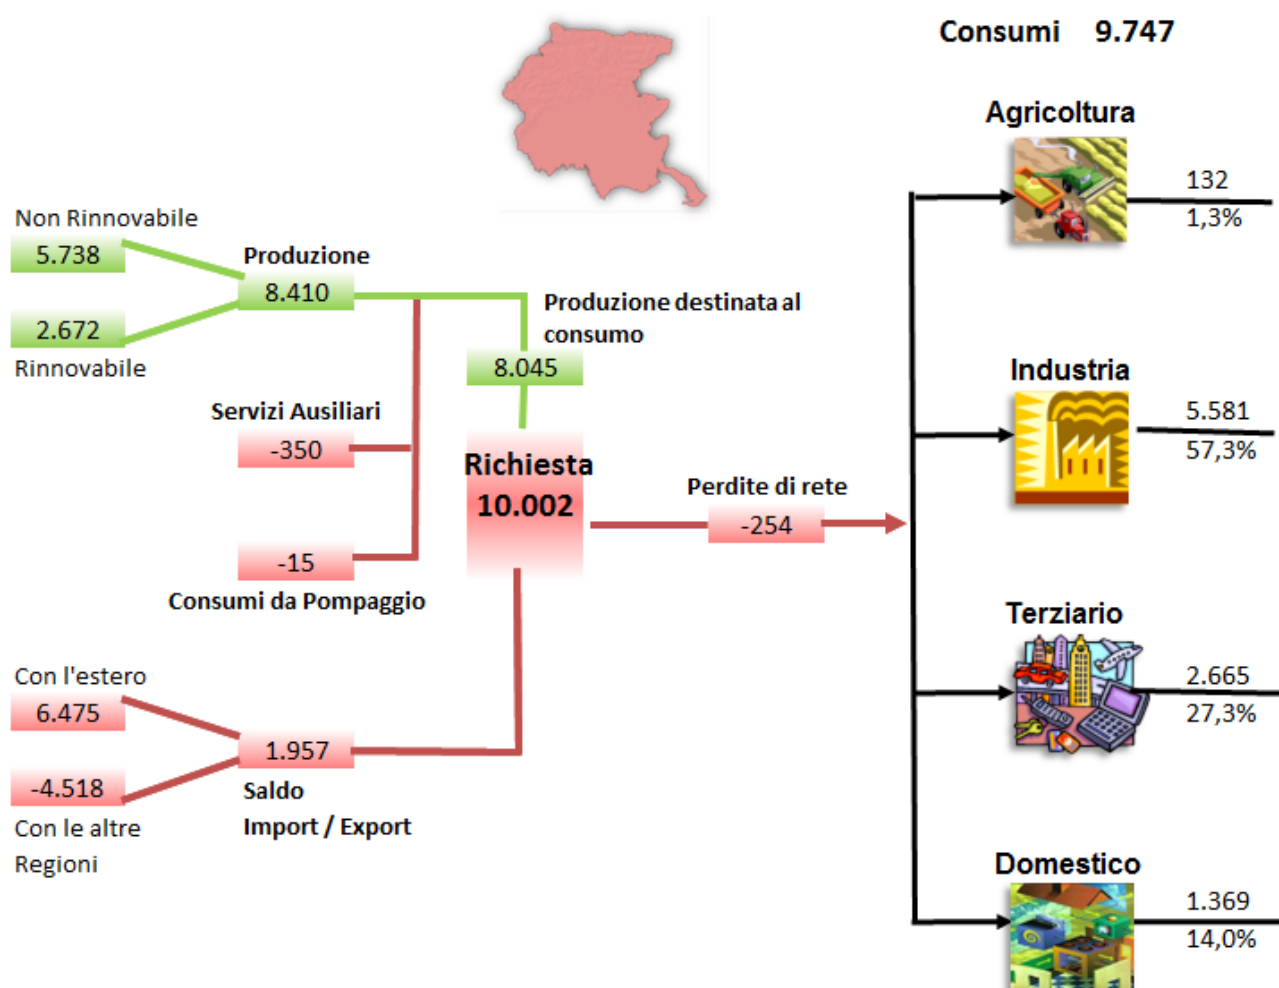 Consumi 9.747
Agricoltura
132
1,3%
Non Rinnovabile
5.738
Produzione
8.410
2.672
Rinnovabile
Produzione destinata al
consumo
8.045
Servizi Ausiliari
-350
-15
Consumi da Pompaggio
Richiesta
10.002
Perdite di rete
-254
Industria
5.581
57,3%
Con l'estero
6.475
1.957
-4.518
Con le altre
Regioni
Saldo
Import / Export
Terziario
2.665
27,3%
Domestico
1.369
14,0%